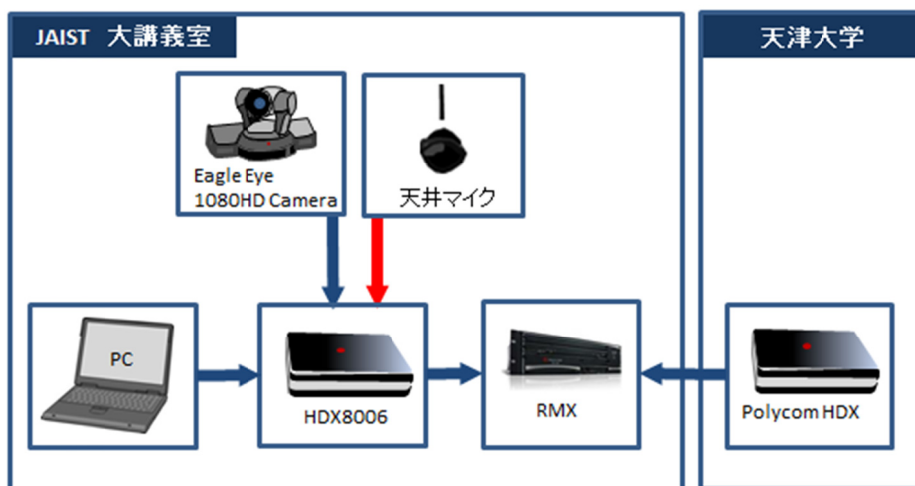 JAIST 大講義室
天津大学
Eagle Eye
1080HD Camera
天井マイク
PC
HDX8006
RMX
Polycom HDX